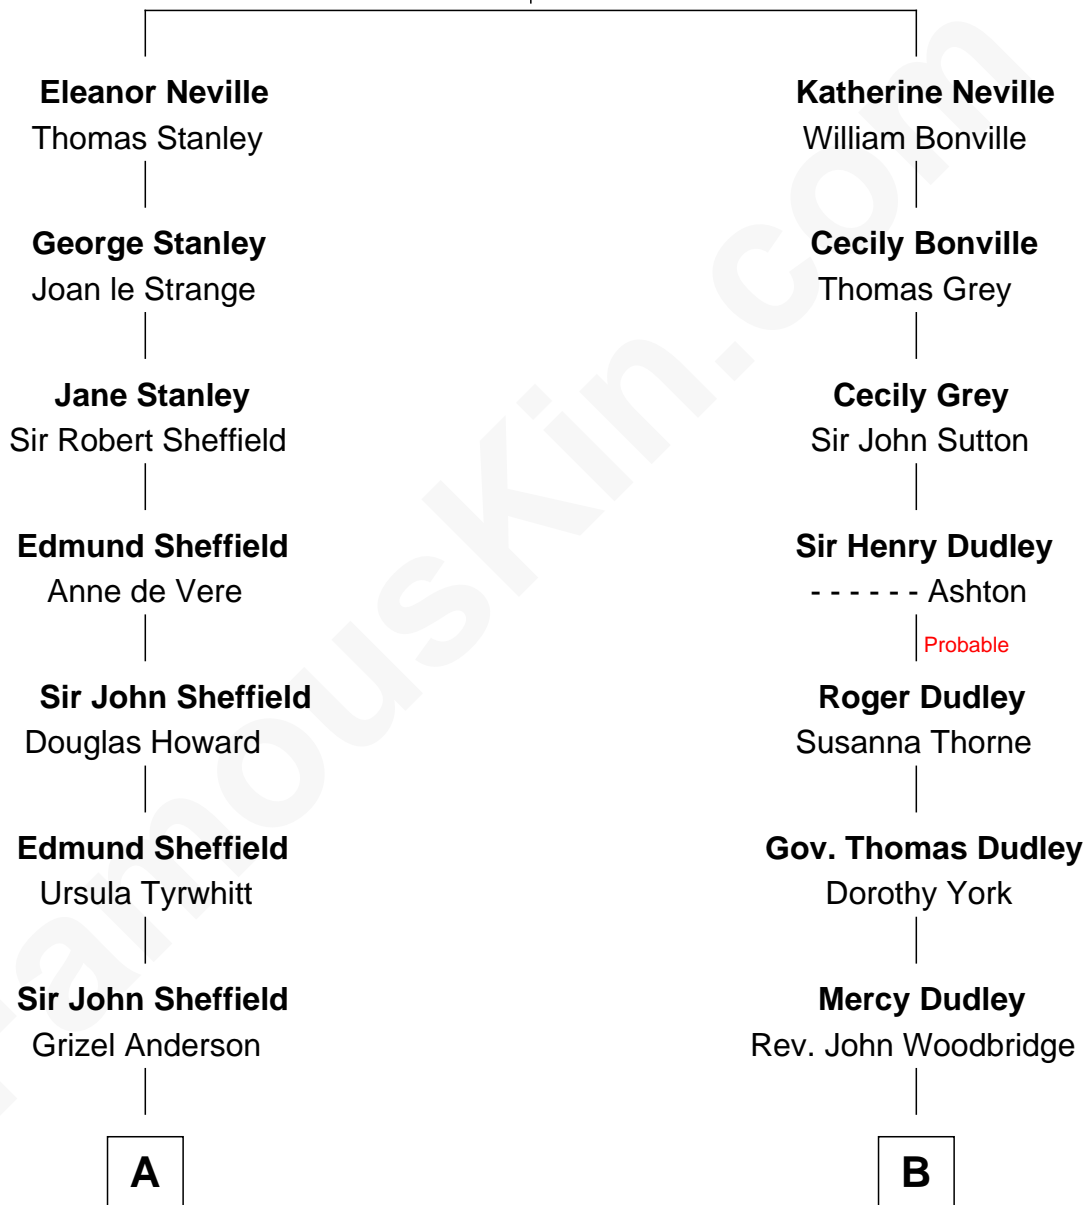 Eleanor Neville
Thomas Stanley
George Stanley
Joan le Strange
Jane Stanley
Sir Robert Sheffield
Edmund Sheffield
Anne de Vere
Sir John Sheffield
Douglas Howard
Edmund Sheffield
Ursula Tyrwhitt
Sir John Sheffield
Grizel Anderson
A
Katherine Neville
William Bonville
Cecily Bonville
Thomas Grey
Cecily Grey
Sir John Sutton
Sir Henry Dudley
- - - - - - Ashton
Probable
Roger Dudley
Susanna Thorne
Gov. Thomas Dudley
Dorothy York
Mercy Dudley
Rev. John Woodbridge
B
FamousKin.com